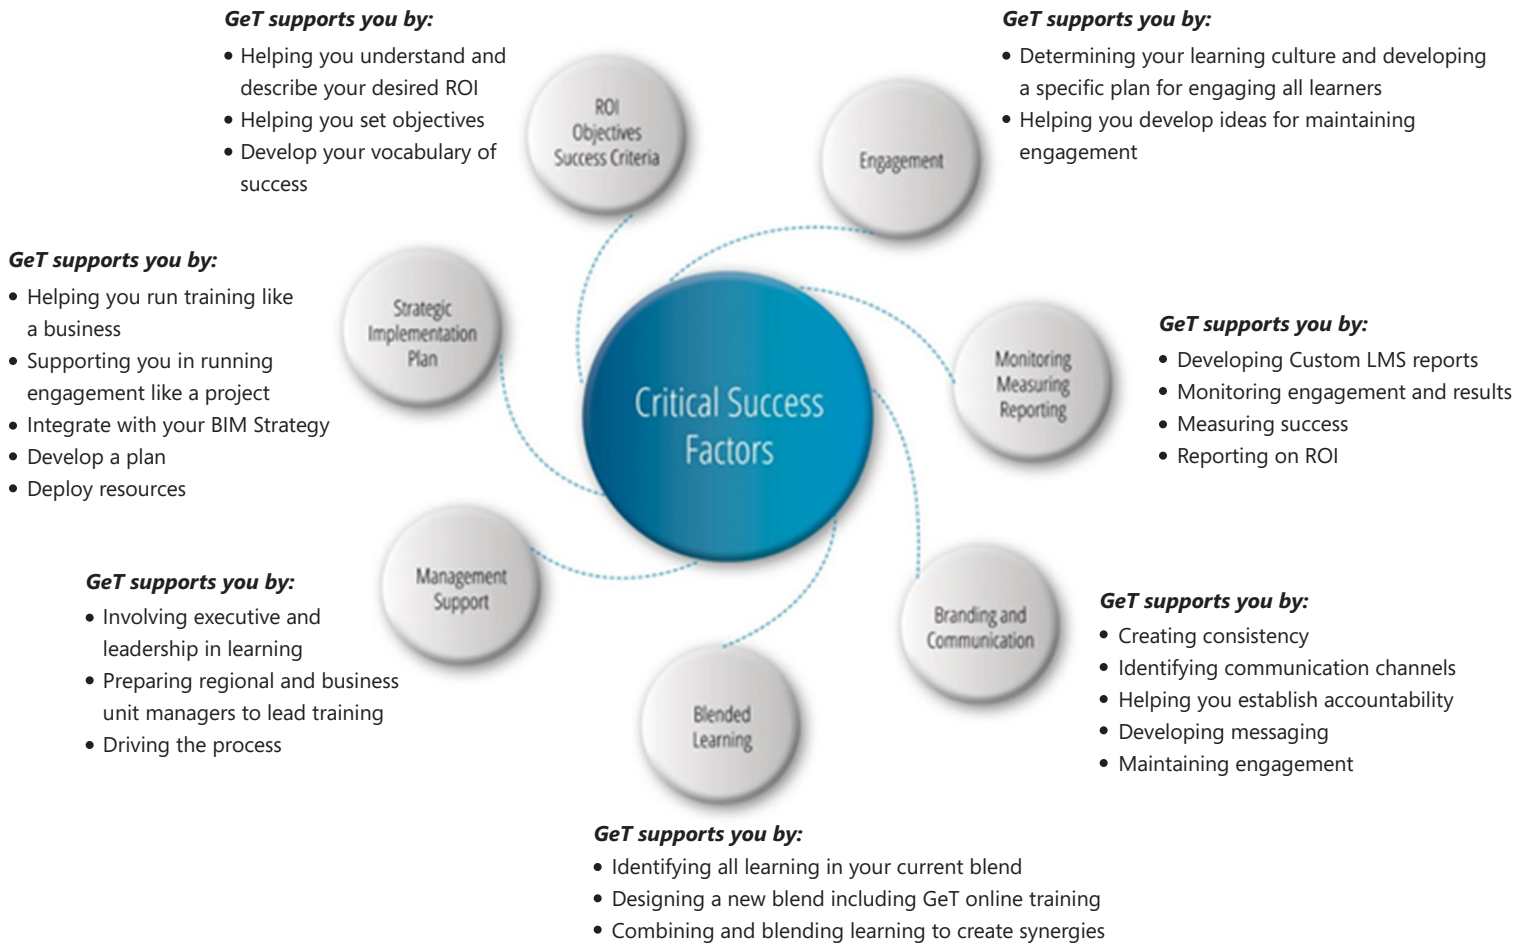 GeT supports you by:
• Helping you understand and
describe your desired ROI
• Helping you set objectives
• Develop your vocabulary of
success
ROI
Objectives
Success Criteria
Engagement
GeT supports you by:
• Determining your learning culture and developing
a specific plan for engaging all learners
• Helping you develop ideas for maintaining
engagement
GeT supports you by:
• Helping you run training like
a business
• Supporting you in running
engagement like a project
• Integrate with your BIM Strategy
• Develop a plan
• Deploy resources
Strategic
Implementation
Plan
Critical Success
Factors
Monitoring
Measuring
Reporting
GeT supports you by:
• Developing Custom LMS reports
• Monitoring engagement and results
• Measuring success
• Reporting on ROI
GeT supports you by:
• Involving executive and
leadership in learning
• Preparing regional and business
unit managers to lead training
• Driving the process
Management
Support
Blended
Learning
Branding and
Communication
GeT supports you by:
• Creating consistency
• Identifying communication channels
• Helping you establish accountability
• Developing messaging
• Maintaining engagement
GeT supports you by:
• Identifying all learning in your current blend
• Designing a new blend including GeT online training
• Combining and blending learning to create synergies